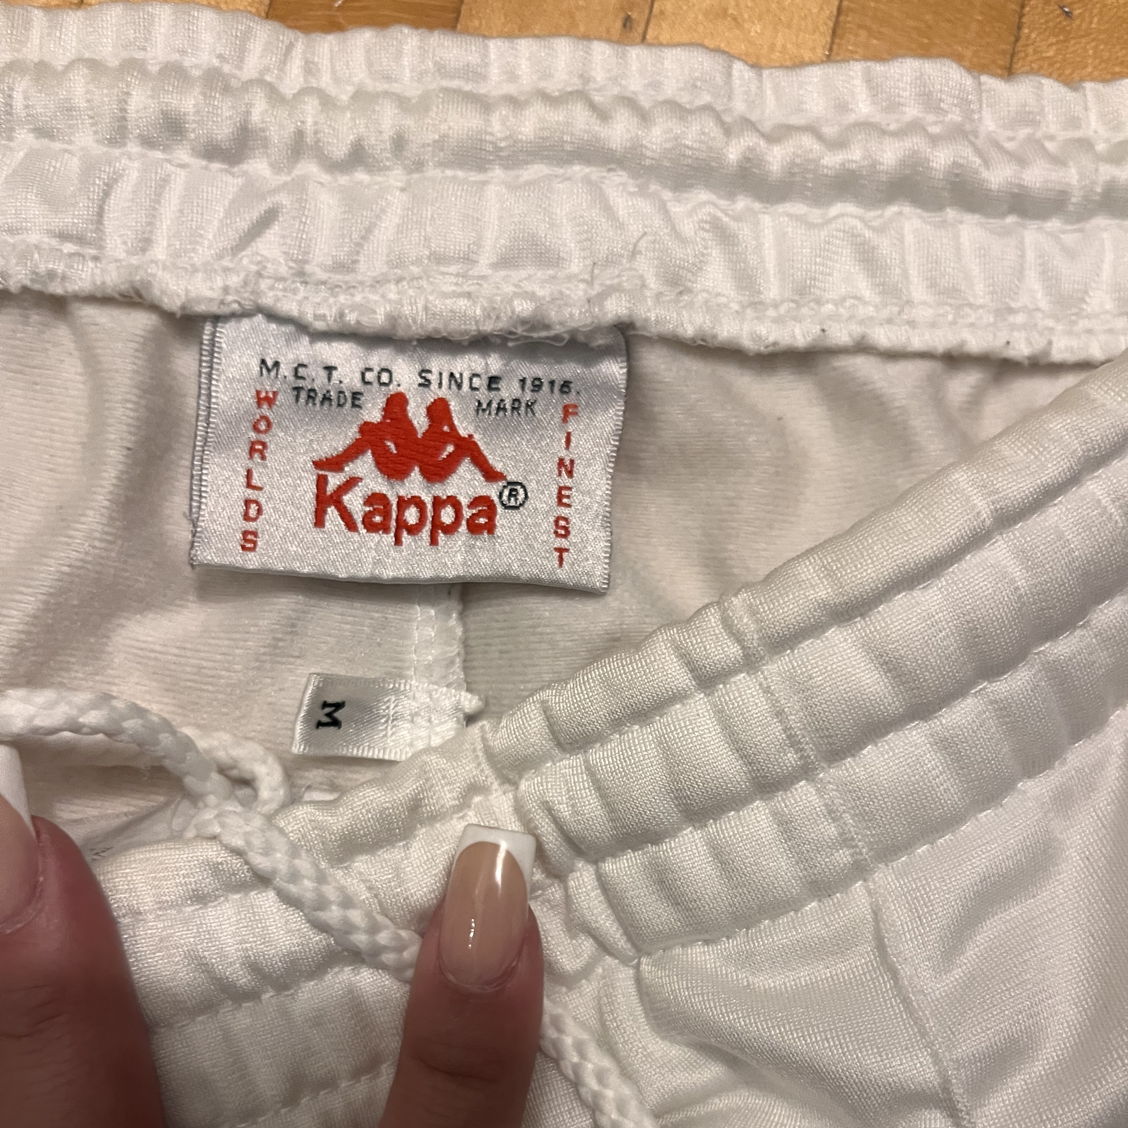 M.C.T. CO. SINCE 1916.
TRADE MARK
WORLDS
FINEST
Kappa®
M